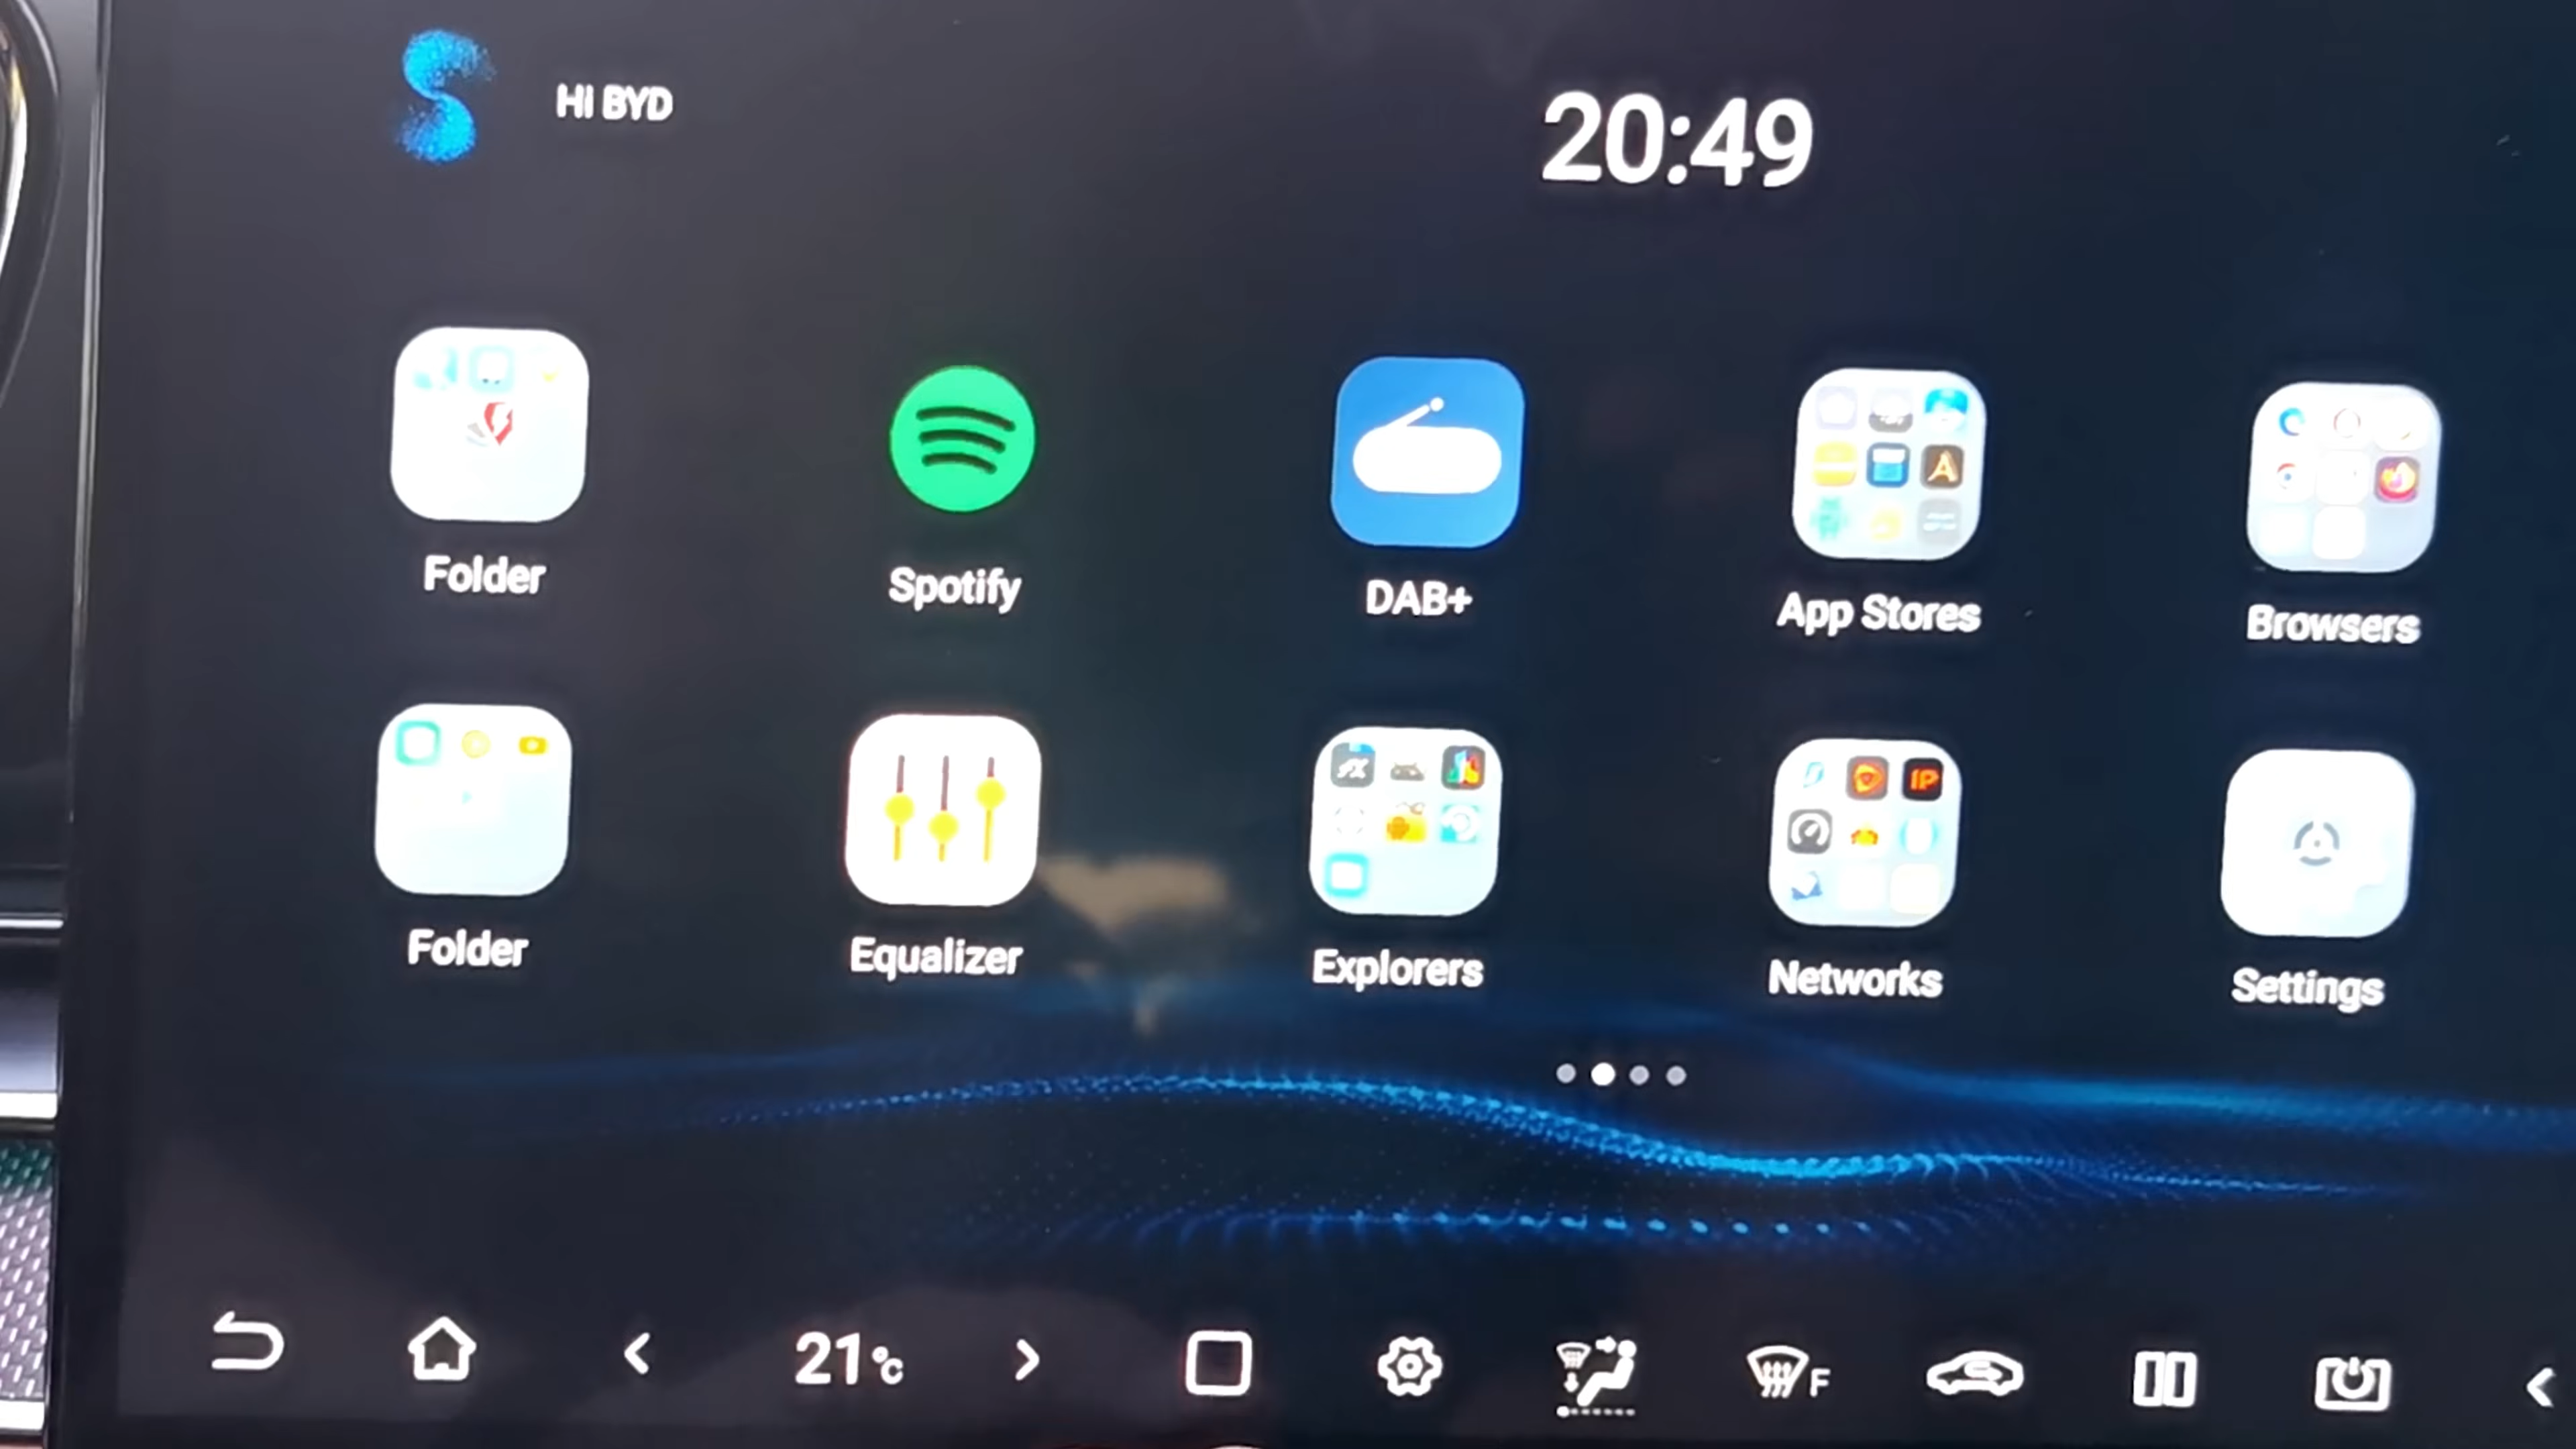 Hi BYD
20:49
Folder
Spotify
DAB+
App Stores
Browsers
Folder
Equalizer
Explorers
Networks
Settings
21°C
F